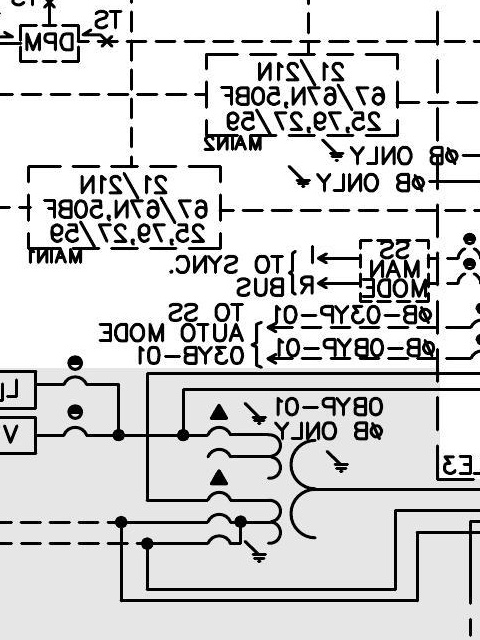 TS
TS
DPM
21/21N
67/67N,50BF
25,79,27/59
MAIN2
ØB ONLY
ØB ONLY
21/21N
67/67N,50BF
25,79,27/59
MAIN1
SS
MAN
MODE
TO SYNC.
R
BUS
ØB-03YP-01
ØB-0BYP-01
TO SS
AUTO MODE
03YB-01
0BYP-01
ØB ONLY
V